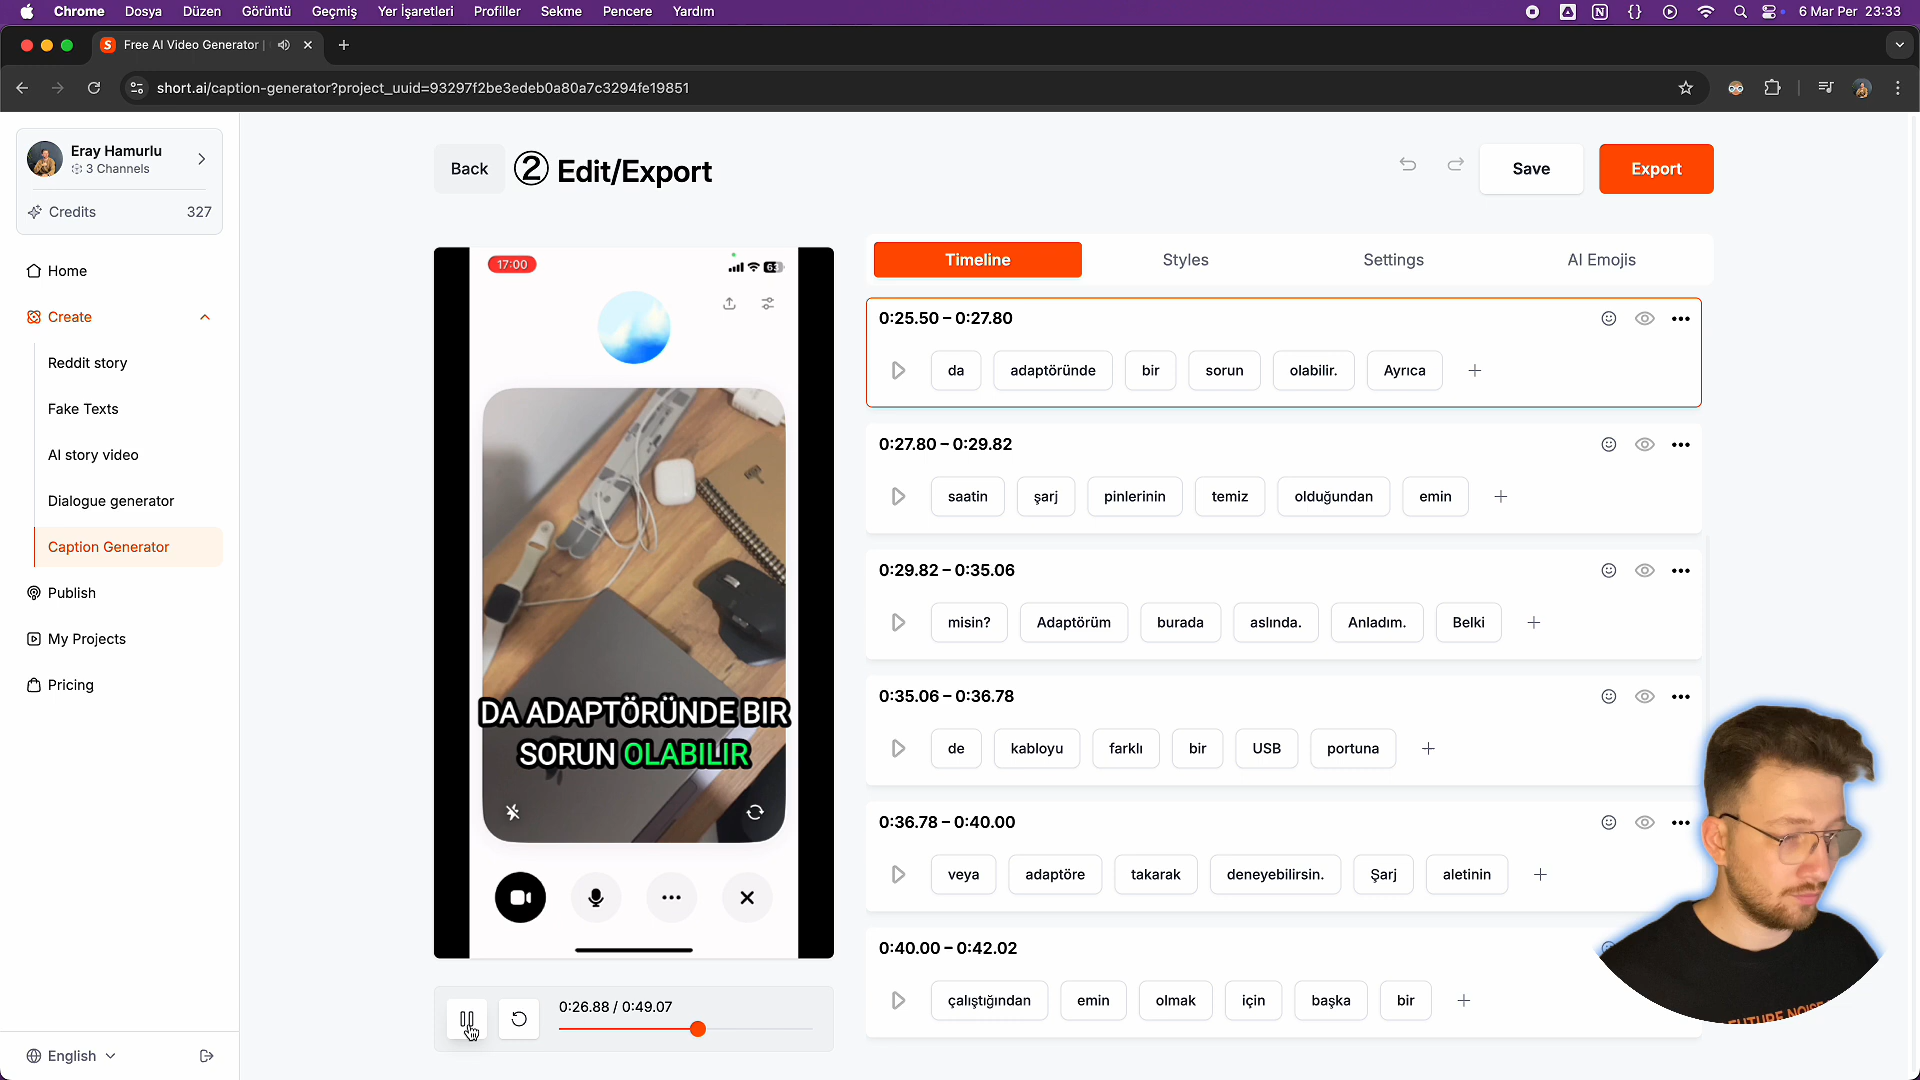 Chrome Dosya Düzen Görüntü Geçmiş Yer İşaretleri Profiller Sekme Pencere Yardım 6 Mar Per 23:33
Free AI Video Generator |
short.ai/caption-generator?project_uuid=93297f2be3edeb0a80a7c3294fe19851
Eray Hamurlu
3 Channels
Credits 327
Home
Create
Reddit story
Fake Texts
AI story video
Dialogue generator
Caption Generator
Publish
My Projects
Pricing
English
Back ② Edit/Export
Save Export
17:00
63
DA ADAPTÖRÜNDE BIR
SORUN OLABILIR
0:26.88 / 0:49.07
Timeline Styles Settings AI Emojis
0:25.50 – 0:27.80
da adaptöründe bir sorun olabilir. Ayrıca
0:27.80 – 0:29.82
saatin şarj pinlerinin temiz olduğundan emin
0:29.82 – 0:35.06
misin? Adaptörüm burada aslında. Anladım. Belki
0:35.06 – 0:36.78
de kabloyu farklı bir USB portuna
0:36.78 – 0:40.00
veya adaptöre takarak deneyebilirsin. Şarj aletinin
0:40.00 – 0:42.02
çalıştığından emin olmak için başka bir
FUTURE NOISE